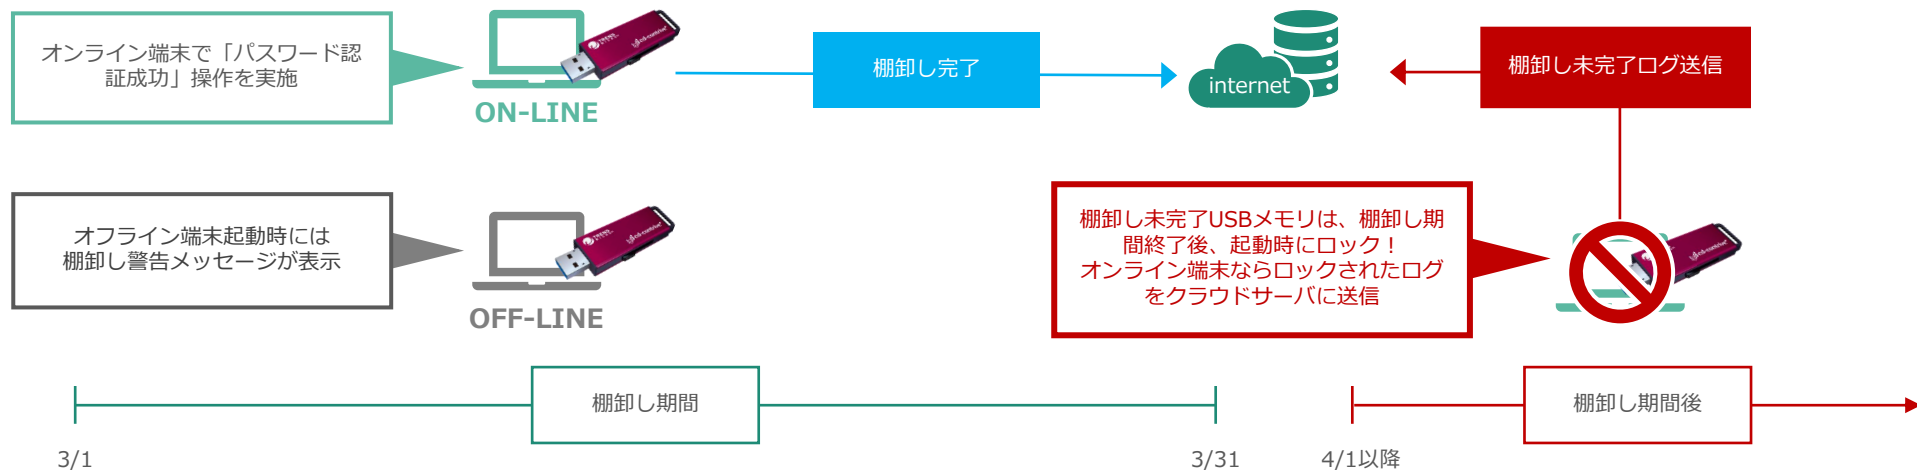 オンライン端末で「パスワード認
証成功」操作を実施
ON-LINE
棚卸し完了
internet
棚卸し未完了ログ送信
オフライン端末起動時には
棚卸し警告メッセージが表示
OFF-LINE
棚卸し未完了USBメモリは、棚卸し期
間終了後、起動時にロック！
オンライン端末ならロックされたログ
をクラウドサーバに送信
棚卸し期間
棚卸し期間後
3/1
3/31
4/1以降